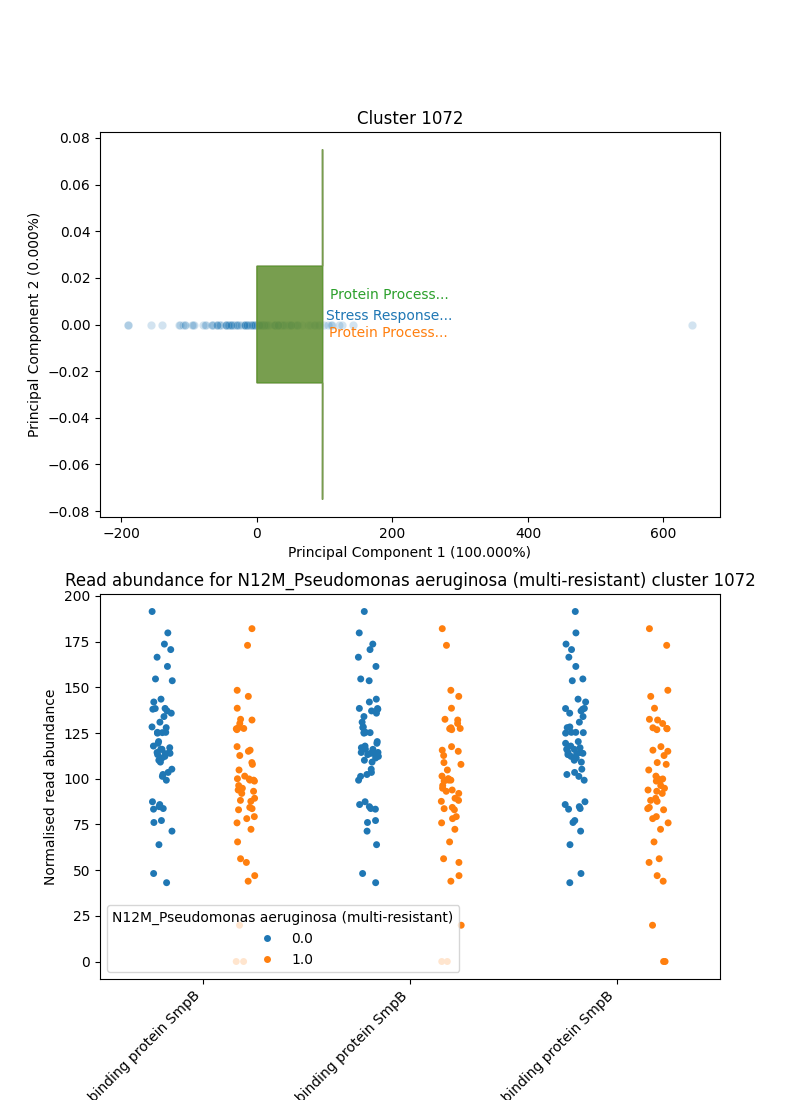 Cluster 1072
0.08
0.06
0.04
0.02
0.00
−0.02
−0.04
−0.06
−0.08
Principal Component 2 (0.000%)
Protein Process...
Stress Response...
Protein Process...
−200
0
200
400
600
Principal Component 1 (100.000%)
Read abundance for N12M_Pseudomonas aeruginosa (multi-resistant) cluster 1072
200
175
150
125
100
75
50
25
0
Normalised read abundance
N12M_Pseudomonas aeruginosa (multi-resistant)
0.0
1.0
binding protein SmpB
binding protein SmpB
binding protein SmpB